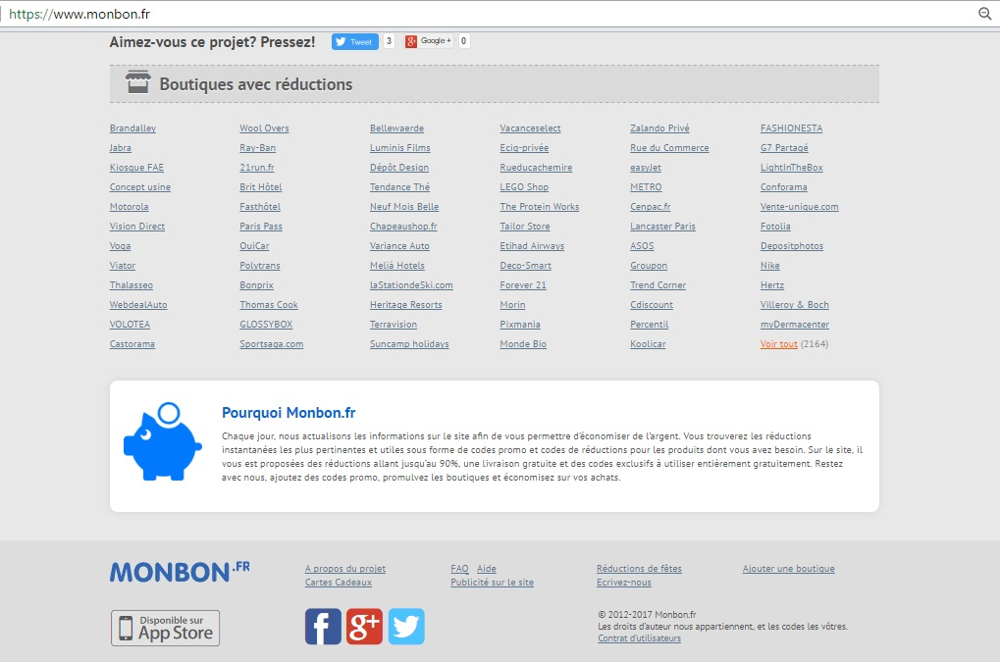 https://www.monbon.fr
Aimez-vous ce projet? Pressez! Tweet 3 Google + 0
Boutiques avec réductions
Brandalley Wool Overs Bellewaerde Vacanceselect Zalando Privé FASHIONESTA
Jabra Ray-Ban Luminis Films Ecig-privée Rue du Commerce G7 Partagé
Kiosque FAE 21run.fr Dépôt Design Rueducachemire easyJet LightInTheBox
Concept usine Brit Hôtel Tendance Thé LEGO Shop METRO Conforama
Motorola Fasthôtel Neuf Mois Belle The Protein Works Cenpac.fr Vente-unique.com
Vision Direct Paris Pass Chapeaushop.fr Tailor Store Lancaster Paris Fotolia
Voga OuiCar Variance Auto Etihad Airways ASOS Depositphotos
Viator Polytrans Meliá Hotels Deco-Smart Groupon Nike
Thalasseo Bonprix laStationdeSki.com Forever 21 Trend Corner Hertz
WebdealAuto Thomas Cook Heritage Resorts Morin Cdiscount Villeroy & Boch
VOLOTEA GLOSSYBOX Terravision Pixmania Percentil myDermacenter
Castorama Sportsaga.com Suncamp holidays Monde Bio Koolicar Voir tout (2164)
Pourquoi Monbon.fr
Chaque jour, nous actualisons les informations sur le site afin de vous permettre d'économiser de l'argent. Vous trouverez les réductions
instantanées les plus pertinentes et utiles sous forme de codes promo et codes de réductions pour les produits dont vous avez besoin. Sur le site, il
vous est proposées des réductions allant jusqu'au 90%, une livraison gratuite et des codes exclusifs à utiliser entièrement gratuitement. Restez
avec nous, ajoutez des codes promo, promulvez les boutiques et économisez sur vos achats.
MONBON.FR
A propos du projet FAQ Aide Réductions de fêtes Ajouter une boutique
Cartes Cadeaux Publicité sur le site Ecrivez-nous
Disponible sur
App Store
f g+
© 2012-2017 Monbon.fr
Les droits d'auteur nous appartiennent, et les codes les vôtres.
Contrat d'utilisateurs